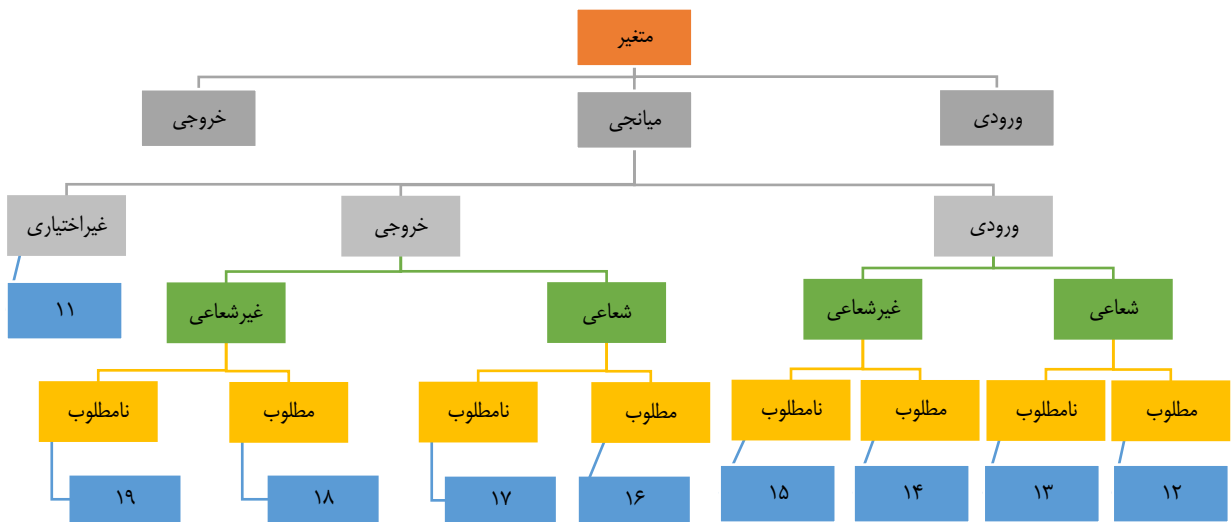 متغیر
ورودی
میانجی
خروجی
ورودی
خروجی
غیراختیاری
شعاعی
غیرشعاعی
شعاعی
غیرشعاعی
۱۱
مطلوب
نامطلوب
مطلوب
نامطلوب
مطلوب
نامطلوب
مطلوب
نامطلوب
۱۲
۱۳
۱۴
۱۵
۱۶
۱۷
۱۸
۱۹